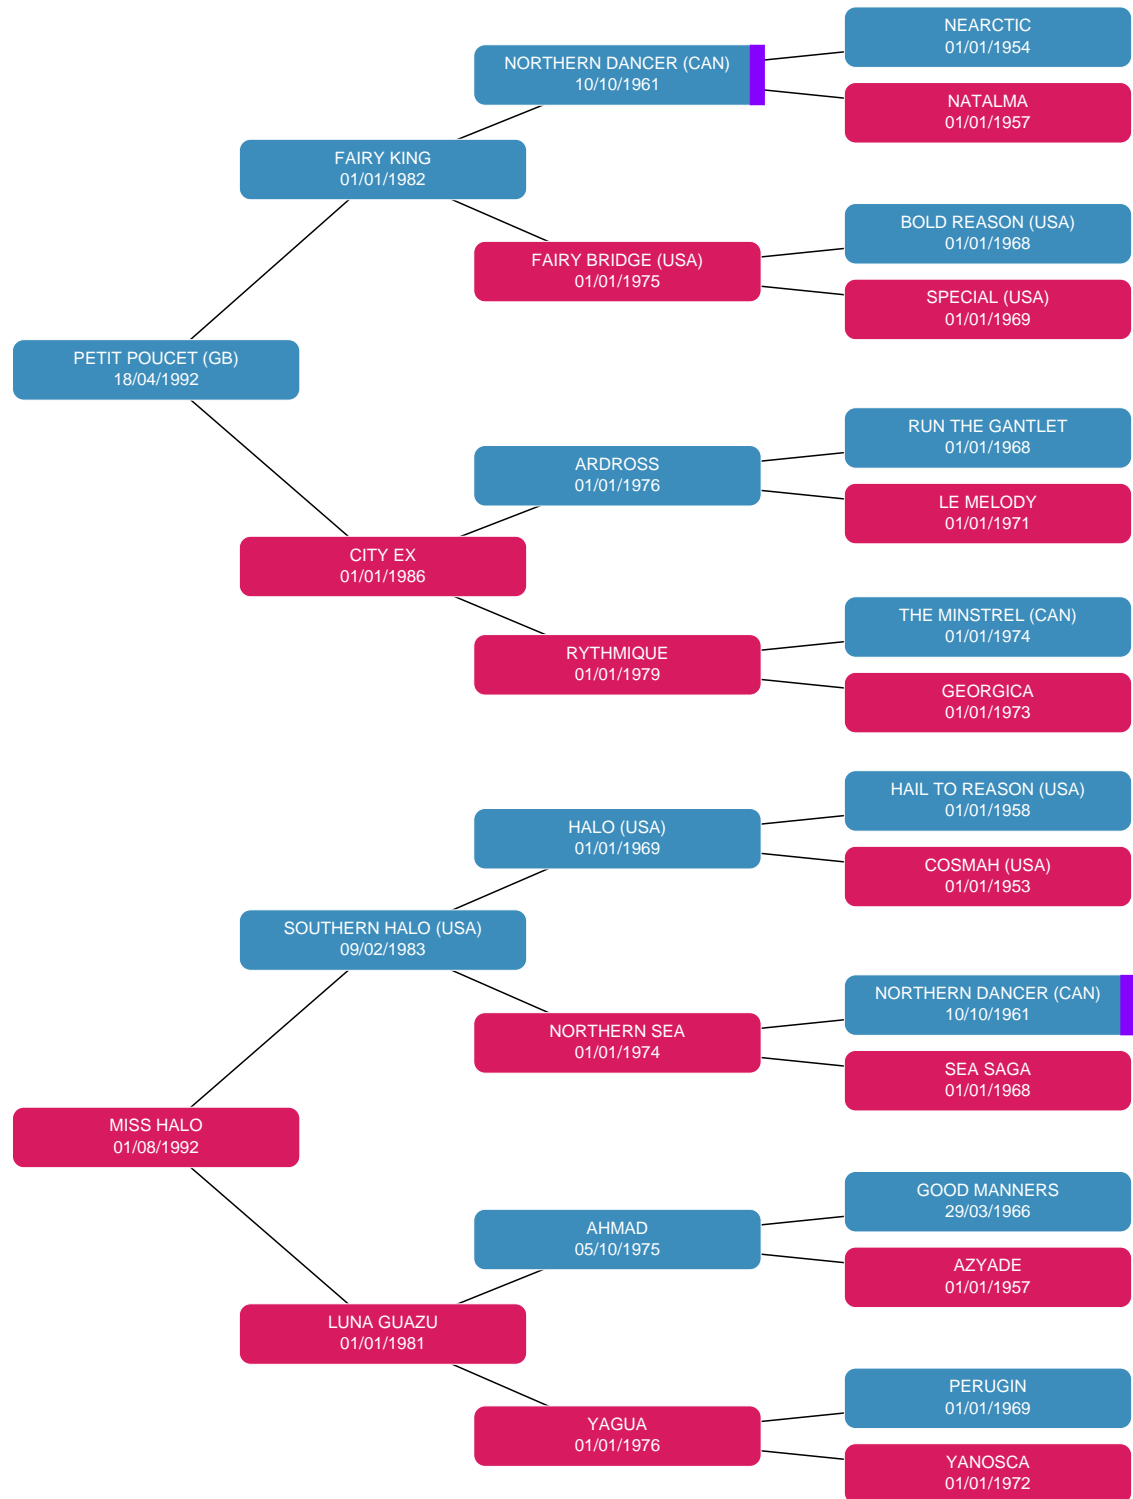 NEARCTIC
01/01/1954
NORTHERN DANCER (CAN)
10/10/1961
NATALMA
01/01/1957
FAIRY KING
01/01/1982
BOLD REASON (USA)
01/01/1968
FAIRY BRIDGE (USA)
01/01/1975
SPECIAL (USA)
01/01/1969
PETIT POUCET (GB)
18/04/1992
RUN THE GANTLET
01/01/1968
ARDROSS
01/01/1976
LE MELODY
01/01/1971
CITY EX
01/01/1986
THE MINSTREL (CAN)
01/01/1974
RYTHMIQUE
01/01/1979
GEORGICA
01/01/1973
HAIL TO REASON (USA)
01/01/1958
HALO (USA)
01/01/1969
COSMAH (USA)
01/01/1953
SOUTHERN HALO (USA)
09/02/1983
NORTHERN DANCER (CAN)
10/10/1961
NORTHERN SEA
01/01/1974
SEA SAGA
01/01/1968
MISS HALO
01/08/1992
GOOD MANNERS
29/03/1966
AHMAD
05/10/1975
AZYADE
01/01/1957
LUNA GUAZU
01/01/1981
PERUGIN
01/01/1969
YAGUA
01/01/1976
YANOSCA
01/01/1972